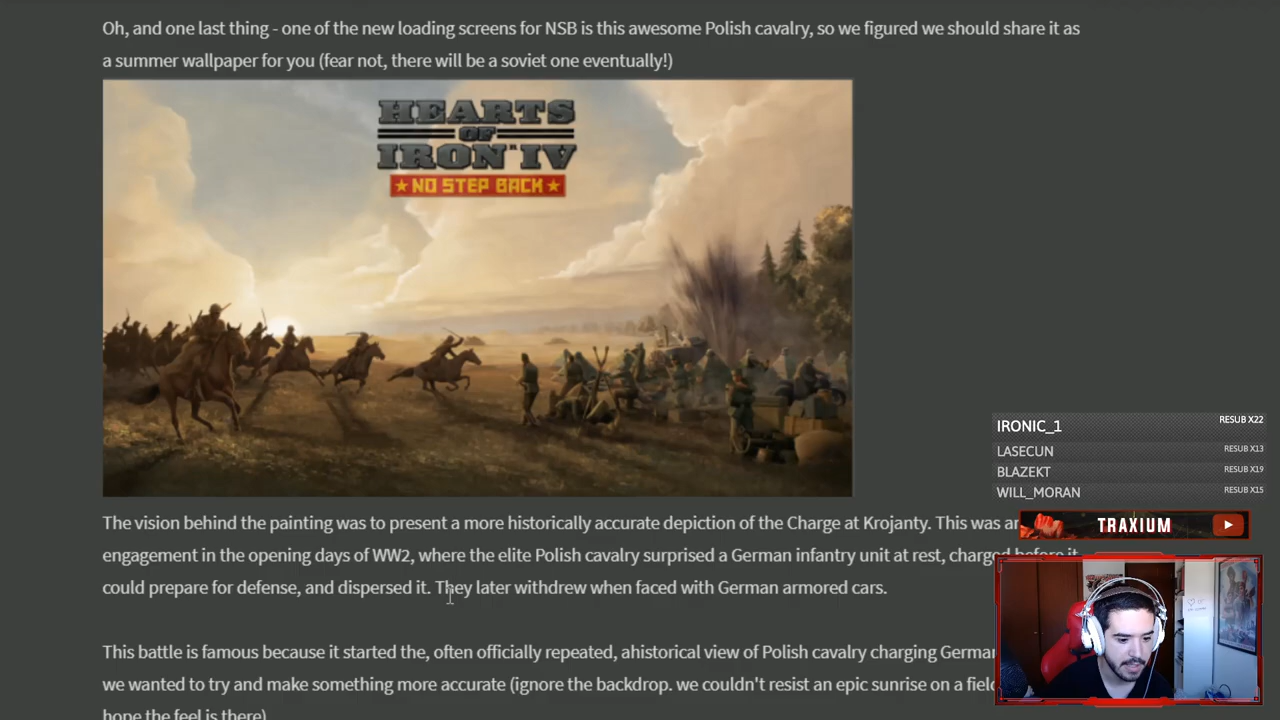 Oh, and one last thing - one of the new loading screens for NSB is this awesome Polish cavalry, so we figured we should share it as
a summer wallpaper for you (fear not, there will be a soviet one eventually!)
HEARTS
OF
IRON IV
NO STEP BACK
The vision behind the painting was to present a more historically accurate depiction of the Charge at Krojanty. This was
engagement in the opening days of WW2, where the elite Polish cavalry surprised a German infantry unit at rest, charged before it
could prepare for defense, and dispersed it. They later withdrew when faced with German armored cars.
This battle is famous because it started the, often officially repeated, ahistorical view of Polish cavalry charging German
we wanted to try and make something more accurate (ignore the backdrop. we couldn't resist an epic sunrise on a field
hope the feel is there)
IRONIC_1 RESUB X22
LASECUN RESUB X13
BLAZEKT RESUB X19
WILL_MORAN RESUB X15
TRAXIUM